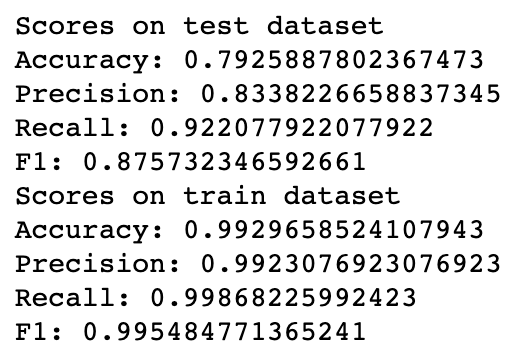 Scores on test dataset
Accuracy: 0.7925887802367473
Precision: 0.8338226658837345
Recall: 0.922077922077922
F1: 0.875732346592661
Scores on train dataset
Accuracy: 0.9929658524107943
Precision: 0.9923076923076923
Recall: 0.99868225992423
F1: 0.995484771365241